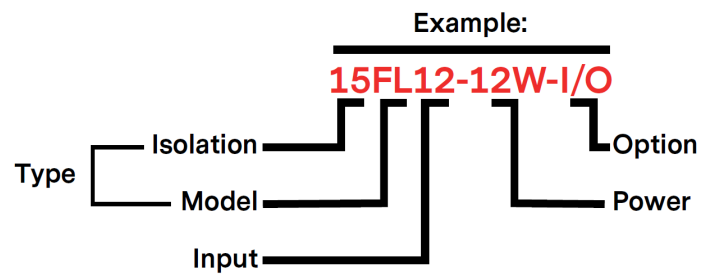 Example:
15FL12-12W-I/O
Isolation
Option
Type
Model
Power
Input